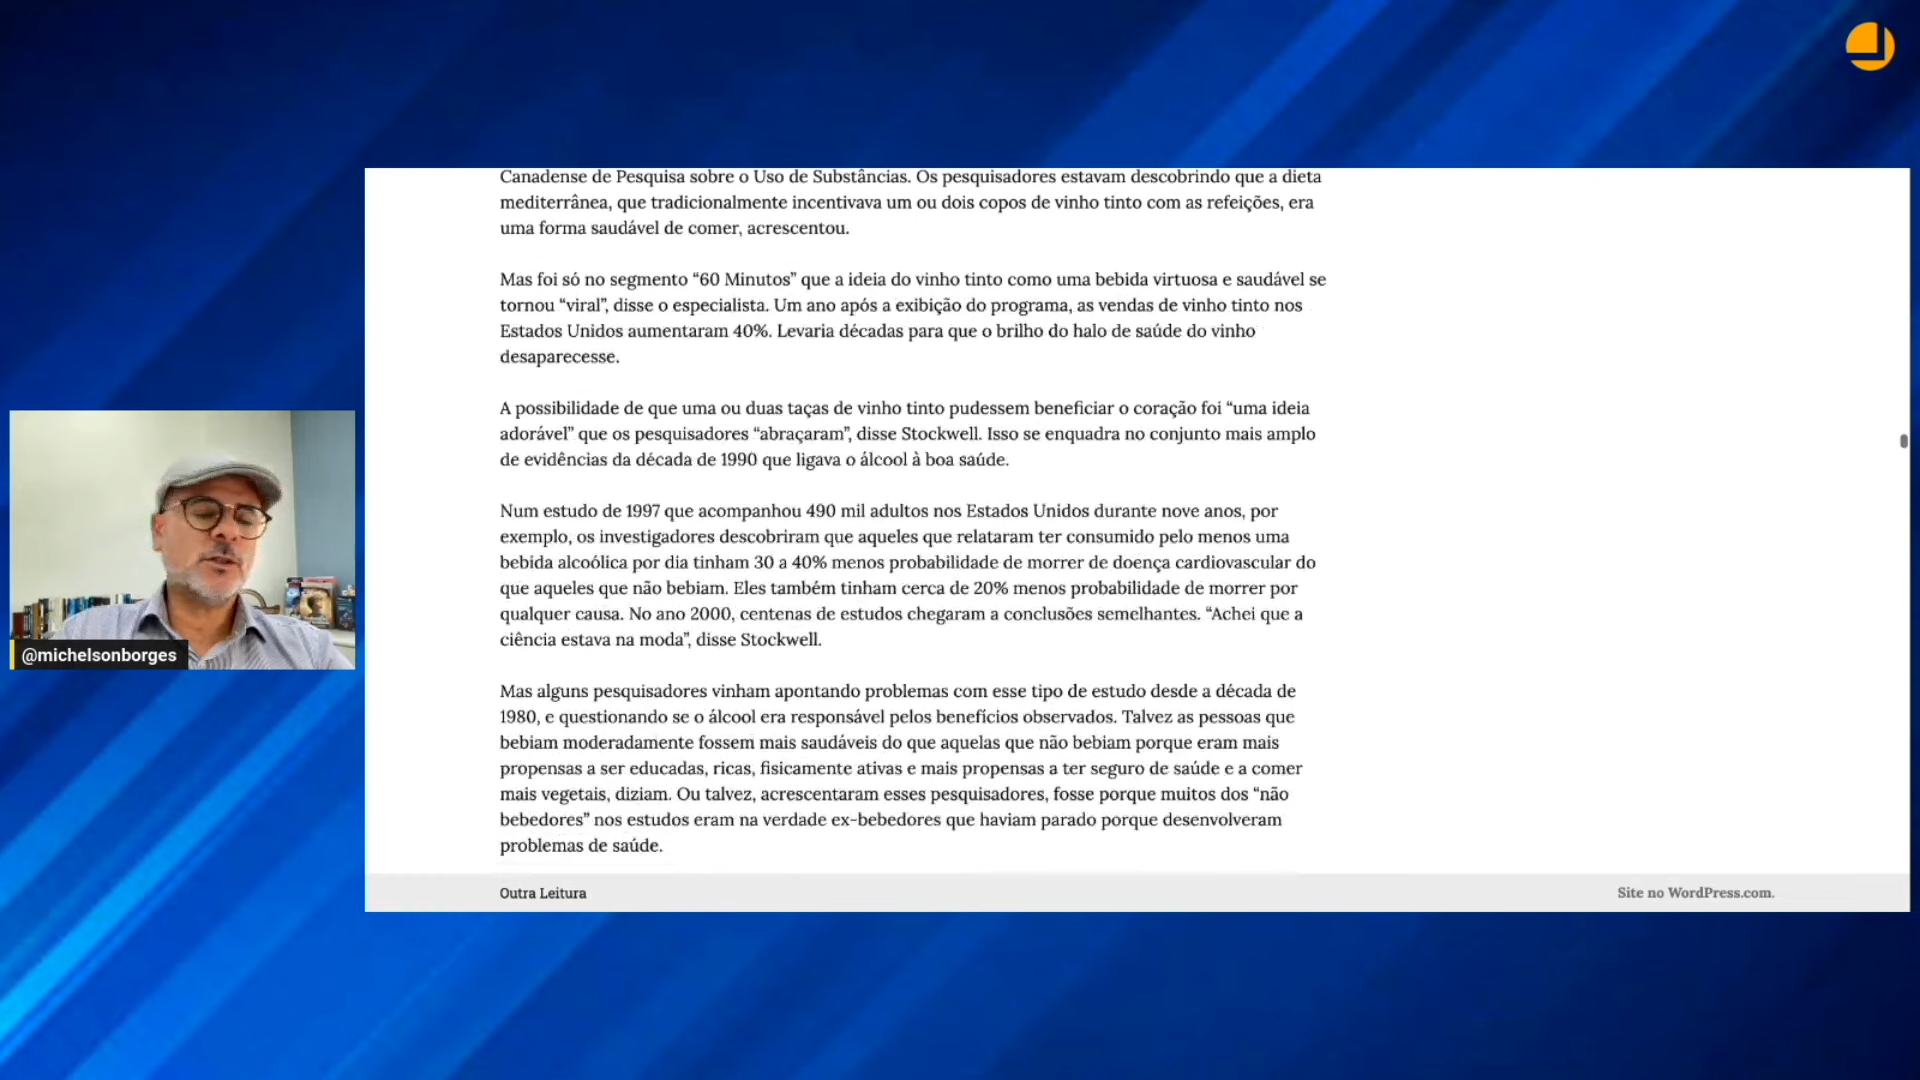 Canadense de Pesquisa sobre o Uso de Substâncias. Os pesquisadores estavam descobrindo que a dieta
mediterrânea, que tradicionalmente incentivava um ou dois copos de vinho tinto com as refeições, era
uma forma saudável de comer, acrescentou.
Mas foi só no segmento “60 Minutos” que a ideia do vinho tinto como uma bebida virtuosa e saudável se
tornou “viral”, disse o especialista. Um ano após a exibição do programa, as vendas de vinho tinto nos
Estados Unidos aumentaram 40%. Levaria décadas para que o brilho do halo de saúde do vinho
desaparecesse.
A possibilidade de que uma ou duas taças de vinho tinto pudessem beneficiar o coração foi “uma ideia
adorável” que os pesquisadores “abraçaram”, disse Stockwell. Isso se enquadra no conjunto mais amplo
de evidências da década de 1990 que ligava o álcool à boa saúde.
Num estudo de 1997 que acompanhou 490 mil adultos nos Estados Unidos durante nove anos, por
exemplo, os investigadores descobriram que aqueles que relataram ter consumido pelo menos uma
bebida alcoólica por dia tinham 30 a 40% menos probabilidade de morrer de doença cardiovascular do
que aqueles que não bebiam. Eles também tinham cerca de 20% menos probabilidade de morrer por
qualquer causa. No ano 2000, centenas de estudos chegaram a conclusões semelhantes. “Achei que a
ciência estava na moda”, disse Stockwell.
Mas alguns pesquisadores vinham apontando problemas com esse tipo de estudo desde a década de
1980, e questionando se o álcool era responsável pelos benefícios observados. Talvez as pessoas que
bebiam moderadamente fossem mais saudáveis do que aquelas que não bebiam porque eram mais
propensas a ser educadas, ricas, fisicamente ativas e mais propensas a ter seguro de saúde e a comer
mais vegetais, diziam. Ou talvez, acrescentaram esses pesquisadores, fosse porque muitos dos “não
bebedores” nos estudos eram na verdade ex-bebedores que haviam parado porque desenvolveram
problemas de saúde.
Outra Leitura
Site no WordPress.com.
@michelsonborges